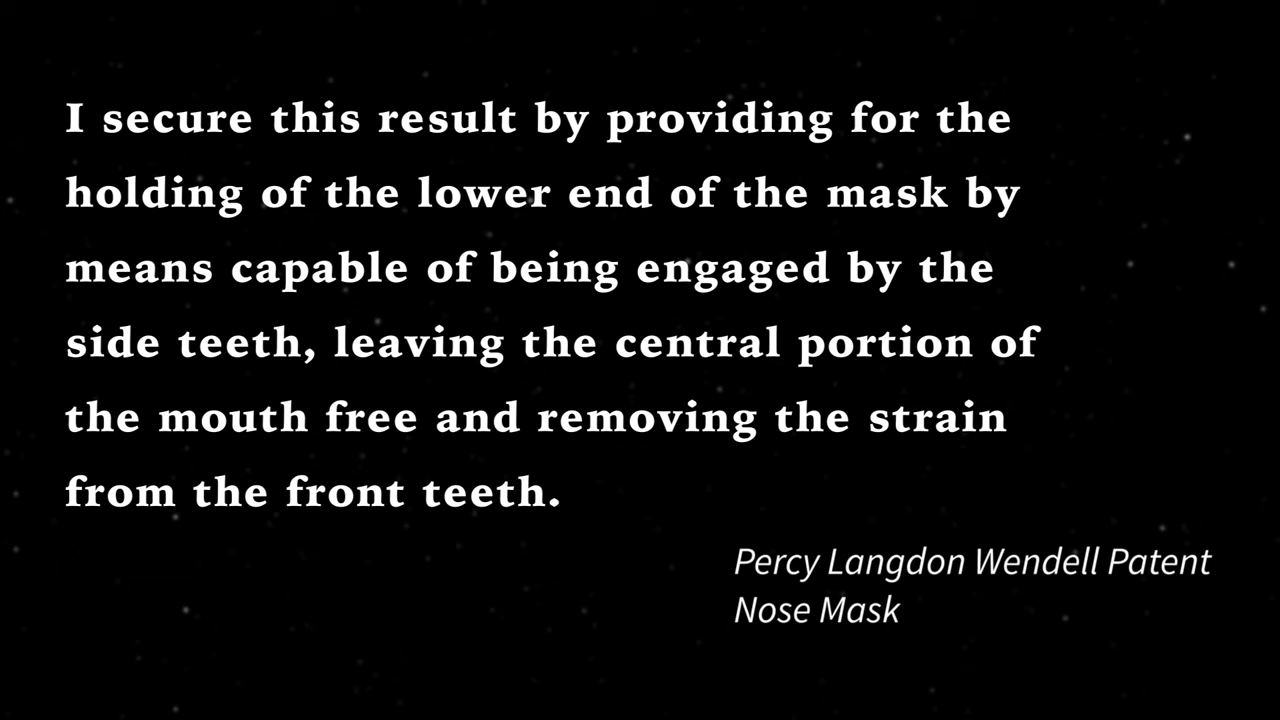 I secure this result by providing for the
holding of the lower end of the mask by
means capable of being engaged by the
side teeth, leaving the central portion of
the mouth free and removing the strain
from the front teeth.
Percy Langdon Wendell Patent
Nose Mask